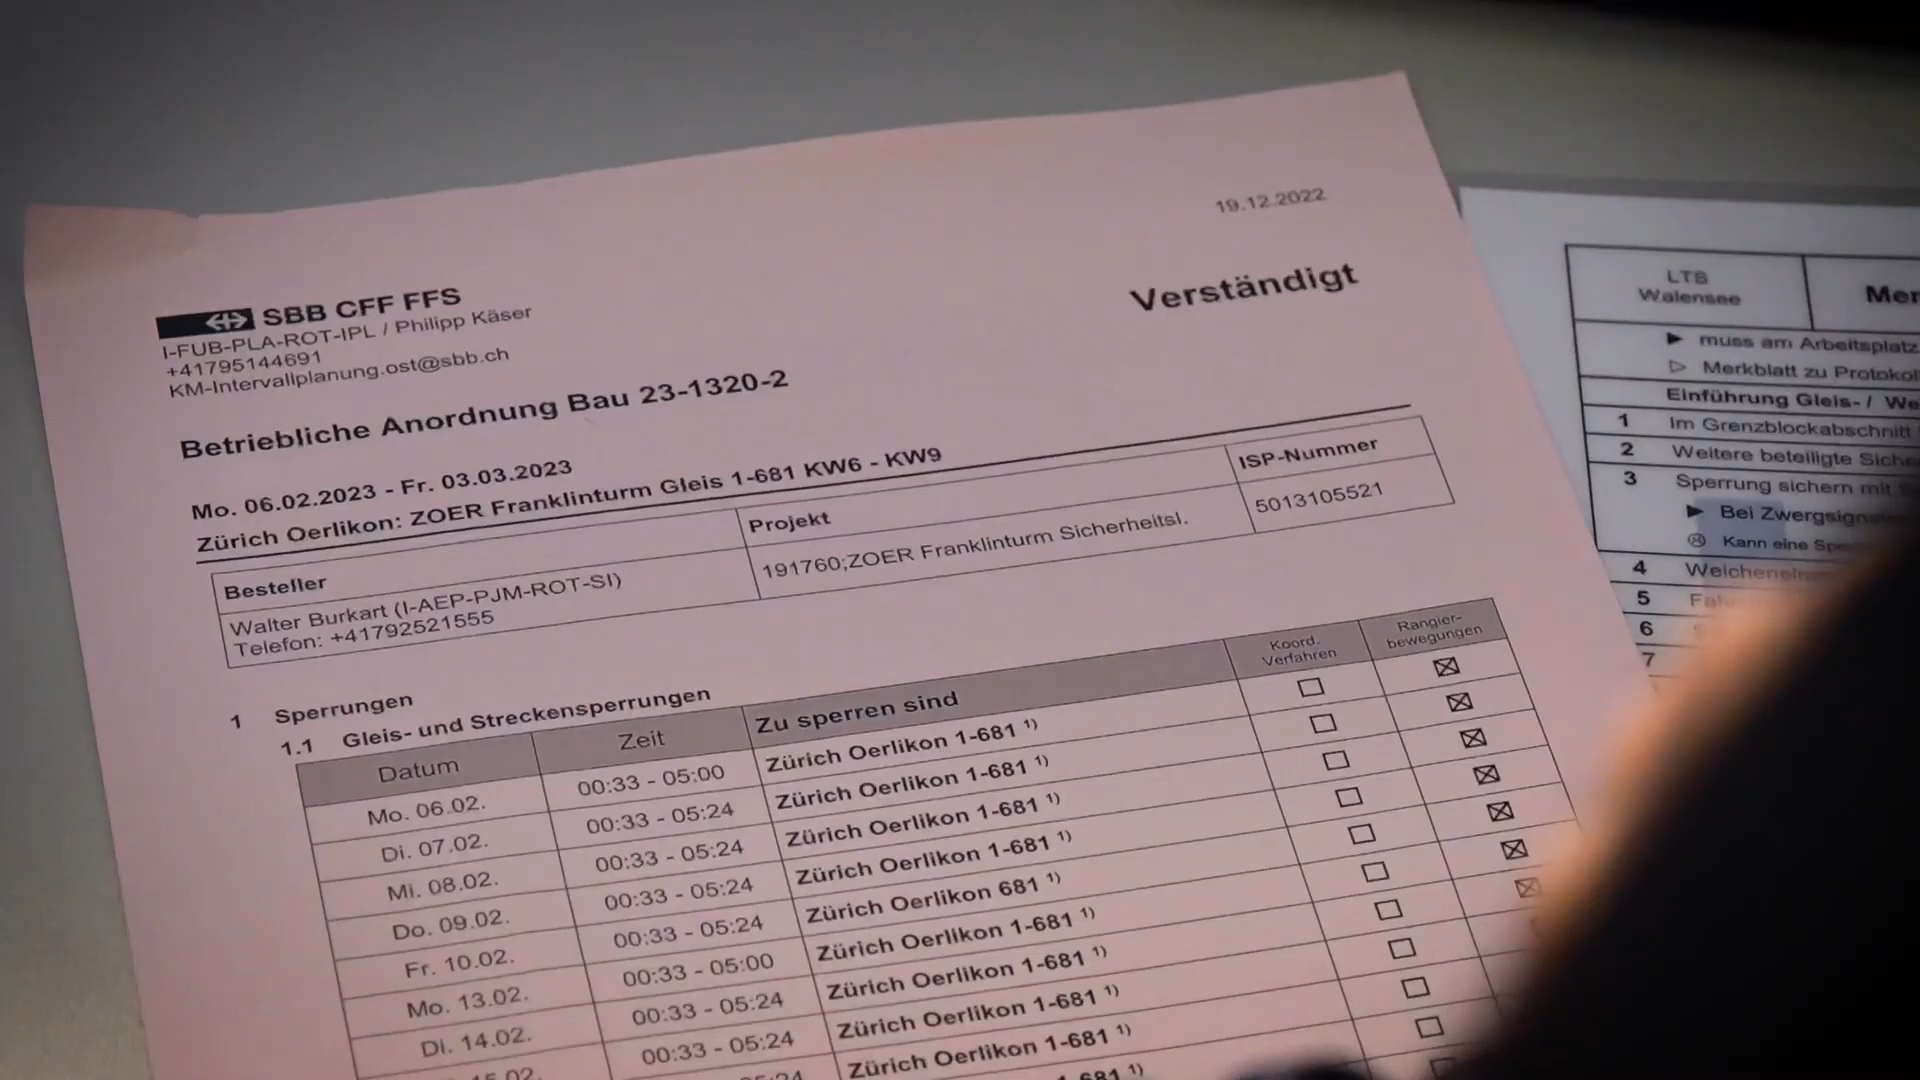 19.12.2022
SBB CFF FFS
Verständigt
I-FUB-PLA-ROT-IPL / Philipp Käser
+41795144691
KM-Intervallplanung.ost@sbb.ch
Betriebliche Anordnung Bau 23-1320-2
Mo. 06.02.2023 - Fr. 03.03.2023
Zürich Oerlikon: ZOER Franklinturm Gleis 1-681 KW6 - KW9
Besteller Projekt ISP-Nummer
Walter Burkart (I-AEP-PJM-ROT-SI) 191760;ZOER Franklinturm Sicherheitsl. 5013105521
Telefon: +41792521555
1 Sperrungen
1.1 Gleis- und Streckensperrungen
Datum Zeit Zu sperren sind Koord. Verfahren Rangier-bewegungen
Mo. 06.02. 00:33 - 05:00 Zürich Oerlikon 1-681 1) ☐ ☒
Di. 07.02. 00:33 - 05:24 Zürich Oerlikon 1-681 1) ☐ ☒
Mi. 08.02. 00:33 - 05:24 Zürich Oerlikon 1-681 1) ☐ ☒
Do. 09.02. 00:33 - 05:24 Zürich Oerlikon 1-681 1) ☐ ☒
Fr. 10.02. 00:33 - 05:24 Zürich Oerlikon 681 1) ☐ ☒
Mo. 13.02. 00:33 - 05:00 Zürich Oerlikon 1-681 1) ☐ ☒
Di. 14.02. 00:33 - 05:24 Zürich Oerlikon 1-681 1) ☐ ☒
15.02. 00:33 - 05:24 Zürich Oerlikon 1-681 1) ☐
Zürich Oerlikon 1-681 1) ☐
1-681 1)
LTB
Walensee
muss am Arbeitsplatz
Merkblatt zu Protokoll
Einführung Gleis- /
1 Im Grenzblockabschnitt
2 Weitere beteiligte
3 Sperrung sichern mit
Bei
Kann eine
4
5
6
7